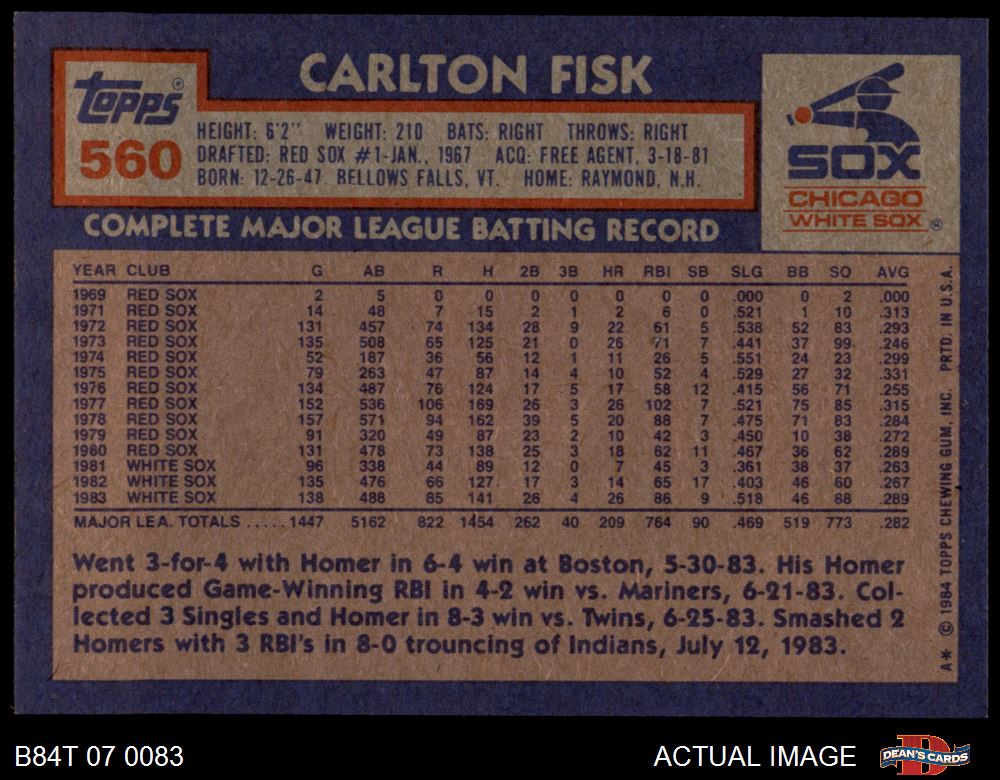 CARLTON FISK
Topps®
560
HEIGHT: 6'2" WEIGHT: 210 BATS: RIGHT THROWS: RIGHT
DRAFTED: RED SOX #1-JAN., 1967 ACQ: FREE AGENT, 3-18-81
BORN: 12-26-47 BELLOWS FALLS, VT. HOME: RAYMOND, N.H.
SOX
CHICAGO
WHITE SOX®
COMPLETE MAJOR LEAGUE BATTING RECORD
YEAR CLUB G AB R H 2B 3B HR RBI SB SLG BB SO AVG
1969 RED SOX 2 5 0 0 0 0 0 0 0 .000 0 2 .000
1971 RED SOX 14 48 7 15 2 1 2 6 0 .521 1 10 .313
1972 RED SOX 131 457 74 134 28 9 22 61 5 .538 52 83 .293
1973 RED SOX 135 508 65 125 21 0 26 71 7 .441 37 99 .246
1974 RED SOX 52 187 36 56 12 1 11 26 5 .551 24 23 .299
1975 RED SOX 79 263 47 87 14 4 10 52 4 .529 27 32 .331
1976 RED SOX 134 487 76 124 17 5 17 58 12 .415 56 71 .255
1977 RED SOX 152 536 106 169 26 3 26 102 7 .521 75 85 .315
1978 RED SOX 157 571 94 162 39 5 20 88 7 .475 71 83 .284
1979 RED SOX 91 320 49 87 23 2 10 42 3 .450 10 38 .272
1980 RED SOX 131 478 73 138 25 3 18 62 11 .467 36 62 .289
1981 WHITE SOX 96 338 44 89 12 0 7 45 3 .361 38 37 .263
1982 WHITE SOX 135 476 66 127 17 3 14 65 17 .403 46 60 .267
1983 WHITE SOX 138 488 85 141 26 4 26 86 9 .518 46 88 .289
MAJOR LEA. TOTALS ..... 1447 5162 822 1454 262 40 209 764 90 .469 519 773 .282
Went 3-for-4 with Homer in 6-4 win at Boston, 5-30-83. His Homer
produced Game-Winning RBI in 4-2 win vs. Mariners, 6-21-83. Col-
lected 3 Singles and Homer in 8-3 win vs. Twins, 6-25-83. Smashed 2
Homers with 3 RBI's in 8-0 trouncing of Indians, July 12, 1983.
A* © 1984 TOPPS CHEWING GUM, INC. PRTD. IN U.S.A.
B84T 07 0083
ACTUAL IMAGE
D
DEAN'S CARDS